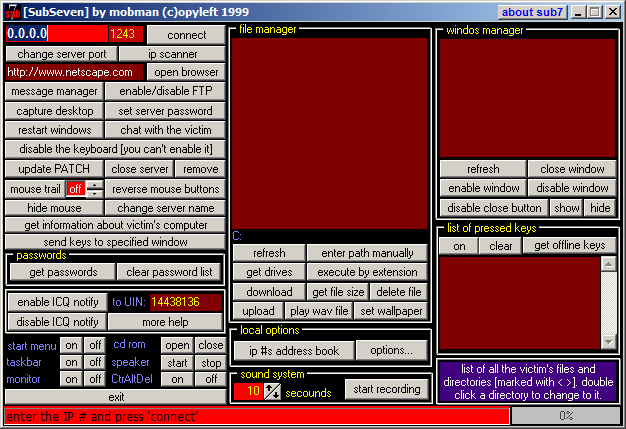 [SubSeven] by mobman (c)opyleft 1999
about sub7
sub
0.0.0.0
1243
connect
change server port
ip scanner
http://www.netscape.com
open browser
message manager
enable/disable FTP
capture desktop
set server password
restart windows
chat with the victim
disable the keyboard [you can't enable it]
update PATCH
close server
remove
mouse trail
off
reverse mouse buttons
hide mouse
change server name
get information about victim's computer
send keys to specified window
passwords
get passwords
clear password list
enable ICQ notify
to UIN:
14438136
disable ICQ notify
more help
start menu
on
off
cd rom
open
close
taskbar
on
off
speaker
start
stop
monitor
on
off
CtrAltDel
on
off
exit
file manager
C:
refresh
enter path manually
get drives
execute by extension
download
get file size
delete file
upload
play wav file
set wallpaper
local options
ip #s address book
options...
sound system
10
seconds
start recording
windos manager
refresh
close window
enable window
disable window
disable close button
show
hide
list of pressed keys
on
clear
get offline keys
list of all the victim's files and
directories [marked with < >]. double
click a directory to change to it.
enter the IP # and press 'connect'
0%